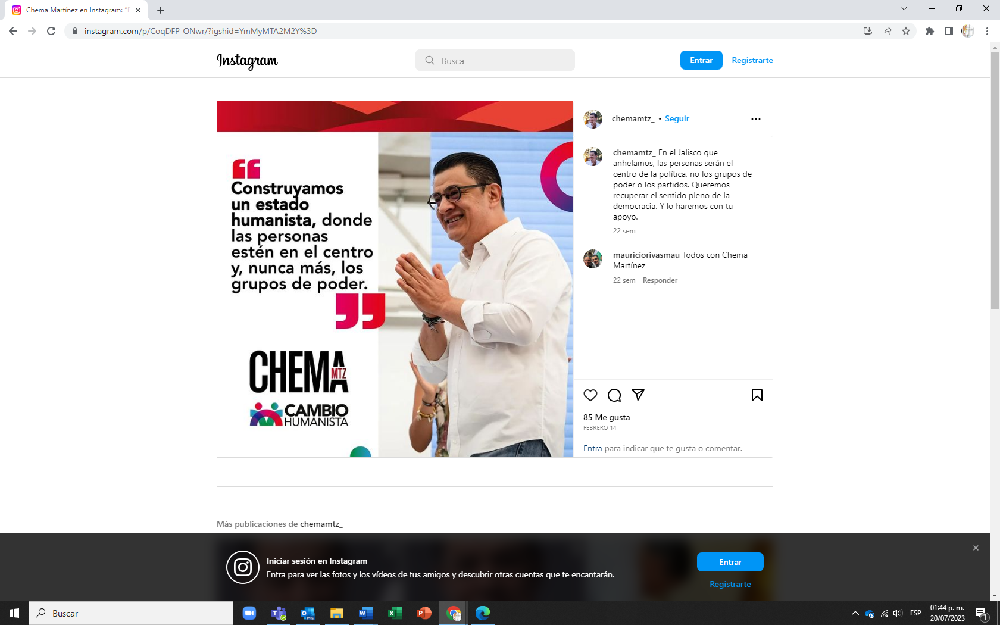 Chema Martínez en Instagram: "E
instagram.com/p/CoqDFP-ONwr/?igshid=YmMyMTA2M2Y%3D
Instagram
Busca
Entrar
Registrarte
Construyamos
un estado
humanista, donde
las personas
estén en el centro
y, nunca más, los
grupos de poder.
CHEMA
MTZ
CAMBIO
HUMANISTA
chemamtz_ • Seguir
chemamtz_ En el Jalisco que
anhelamos, las personas serán el
centro de la política, no los grupos de
poder o los partidos. Queremos
recuperar el sentido pleno de la
democracia. Y lo haremos con tu
apoyo.
22 sem
mauriciorivasmau Todos con Chema
Martínez
22 sem Responder
85 Me gusta
FEBRERO 14
Entra para indicar que te gusta o comentar.
Más publicaciones de chemamtz_
Iniciar sesión en Instagram
Entra para ver las fotos y los vídeos de tus amigos y descubrir otras cuentas que te encantarán.
Entrar
Registrarte
Buscar
PRE
ESP
01:44 p. m.
20/07/2023
1